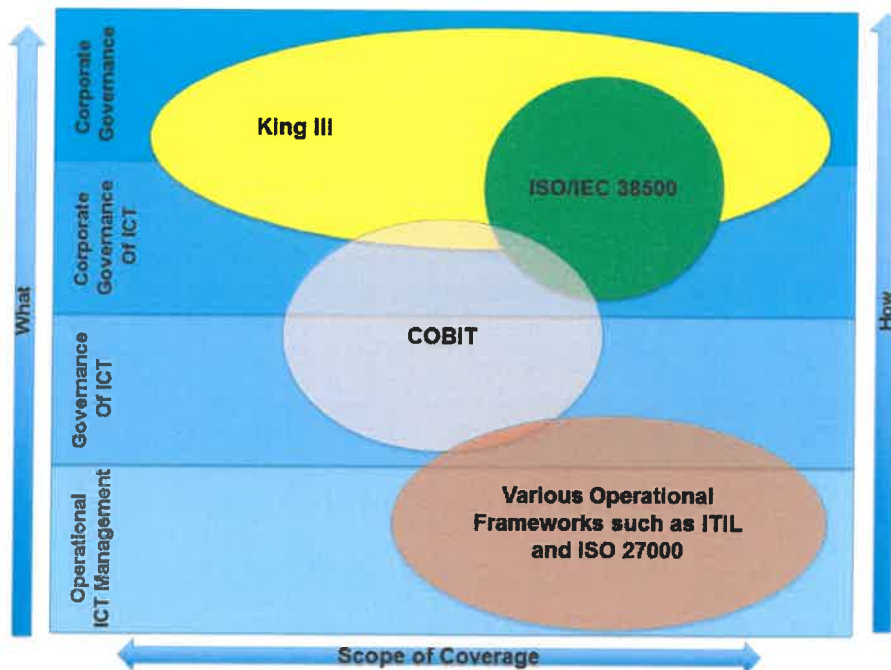 Corporate
Governance
King III
ISO/IEC 38500
Corporate
Governance
Of ICT
What
How
COBIT
Governance
Of ICT
Operational
ICT Management
Various Operational
Frameworks such as ITIL
and ISO 27000
Scope of Coverage